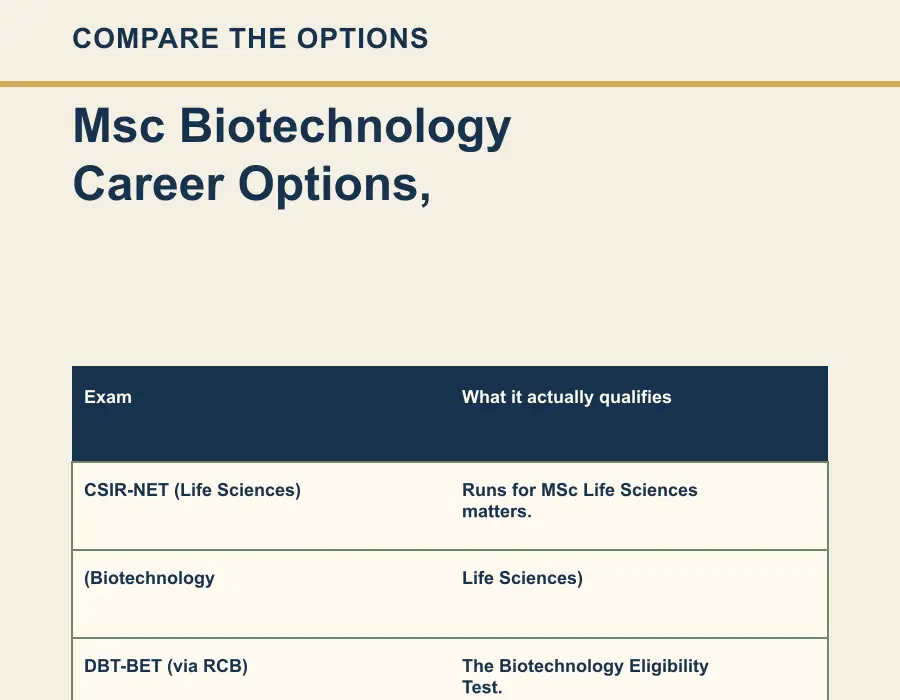 COMPARE THE OPTIONS
Msc Biotechnology
Career Options,
Exam
What it actually qualifies
CSIR-NET (Life Sciences)
Runs for MSc Life Sciences
matters.
(Biotechnology
Life Sciences)
DBT-BET (via RCB)
The Biotechnology Eligibility
Test.